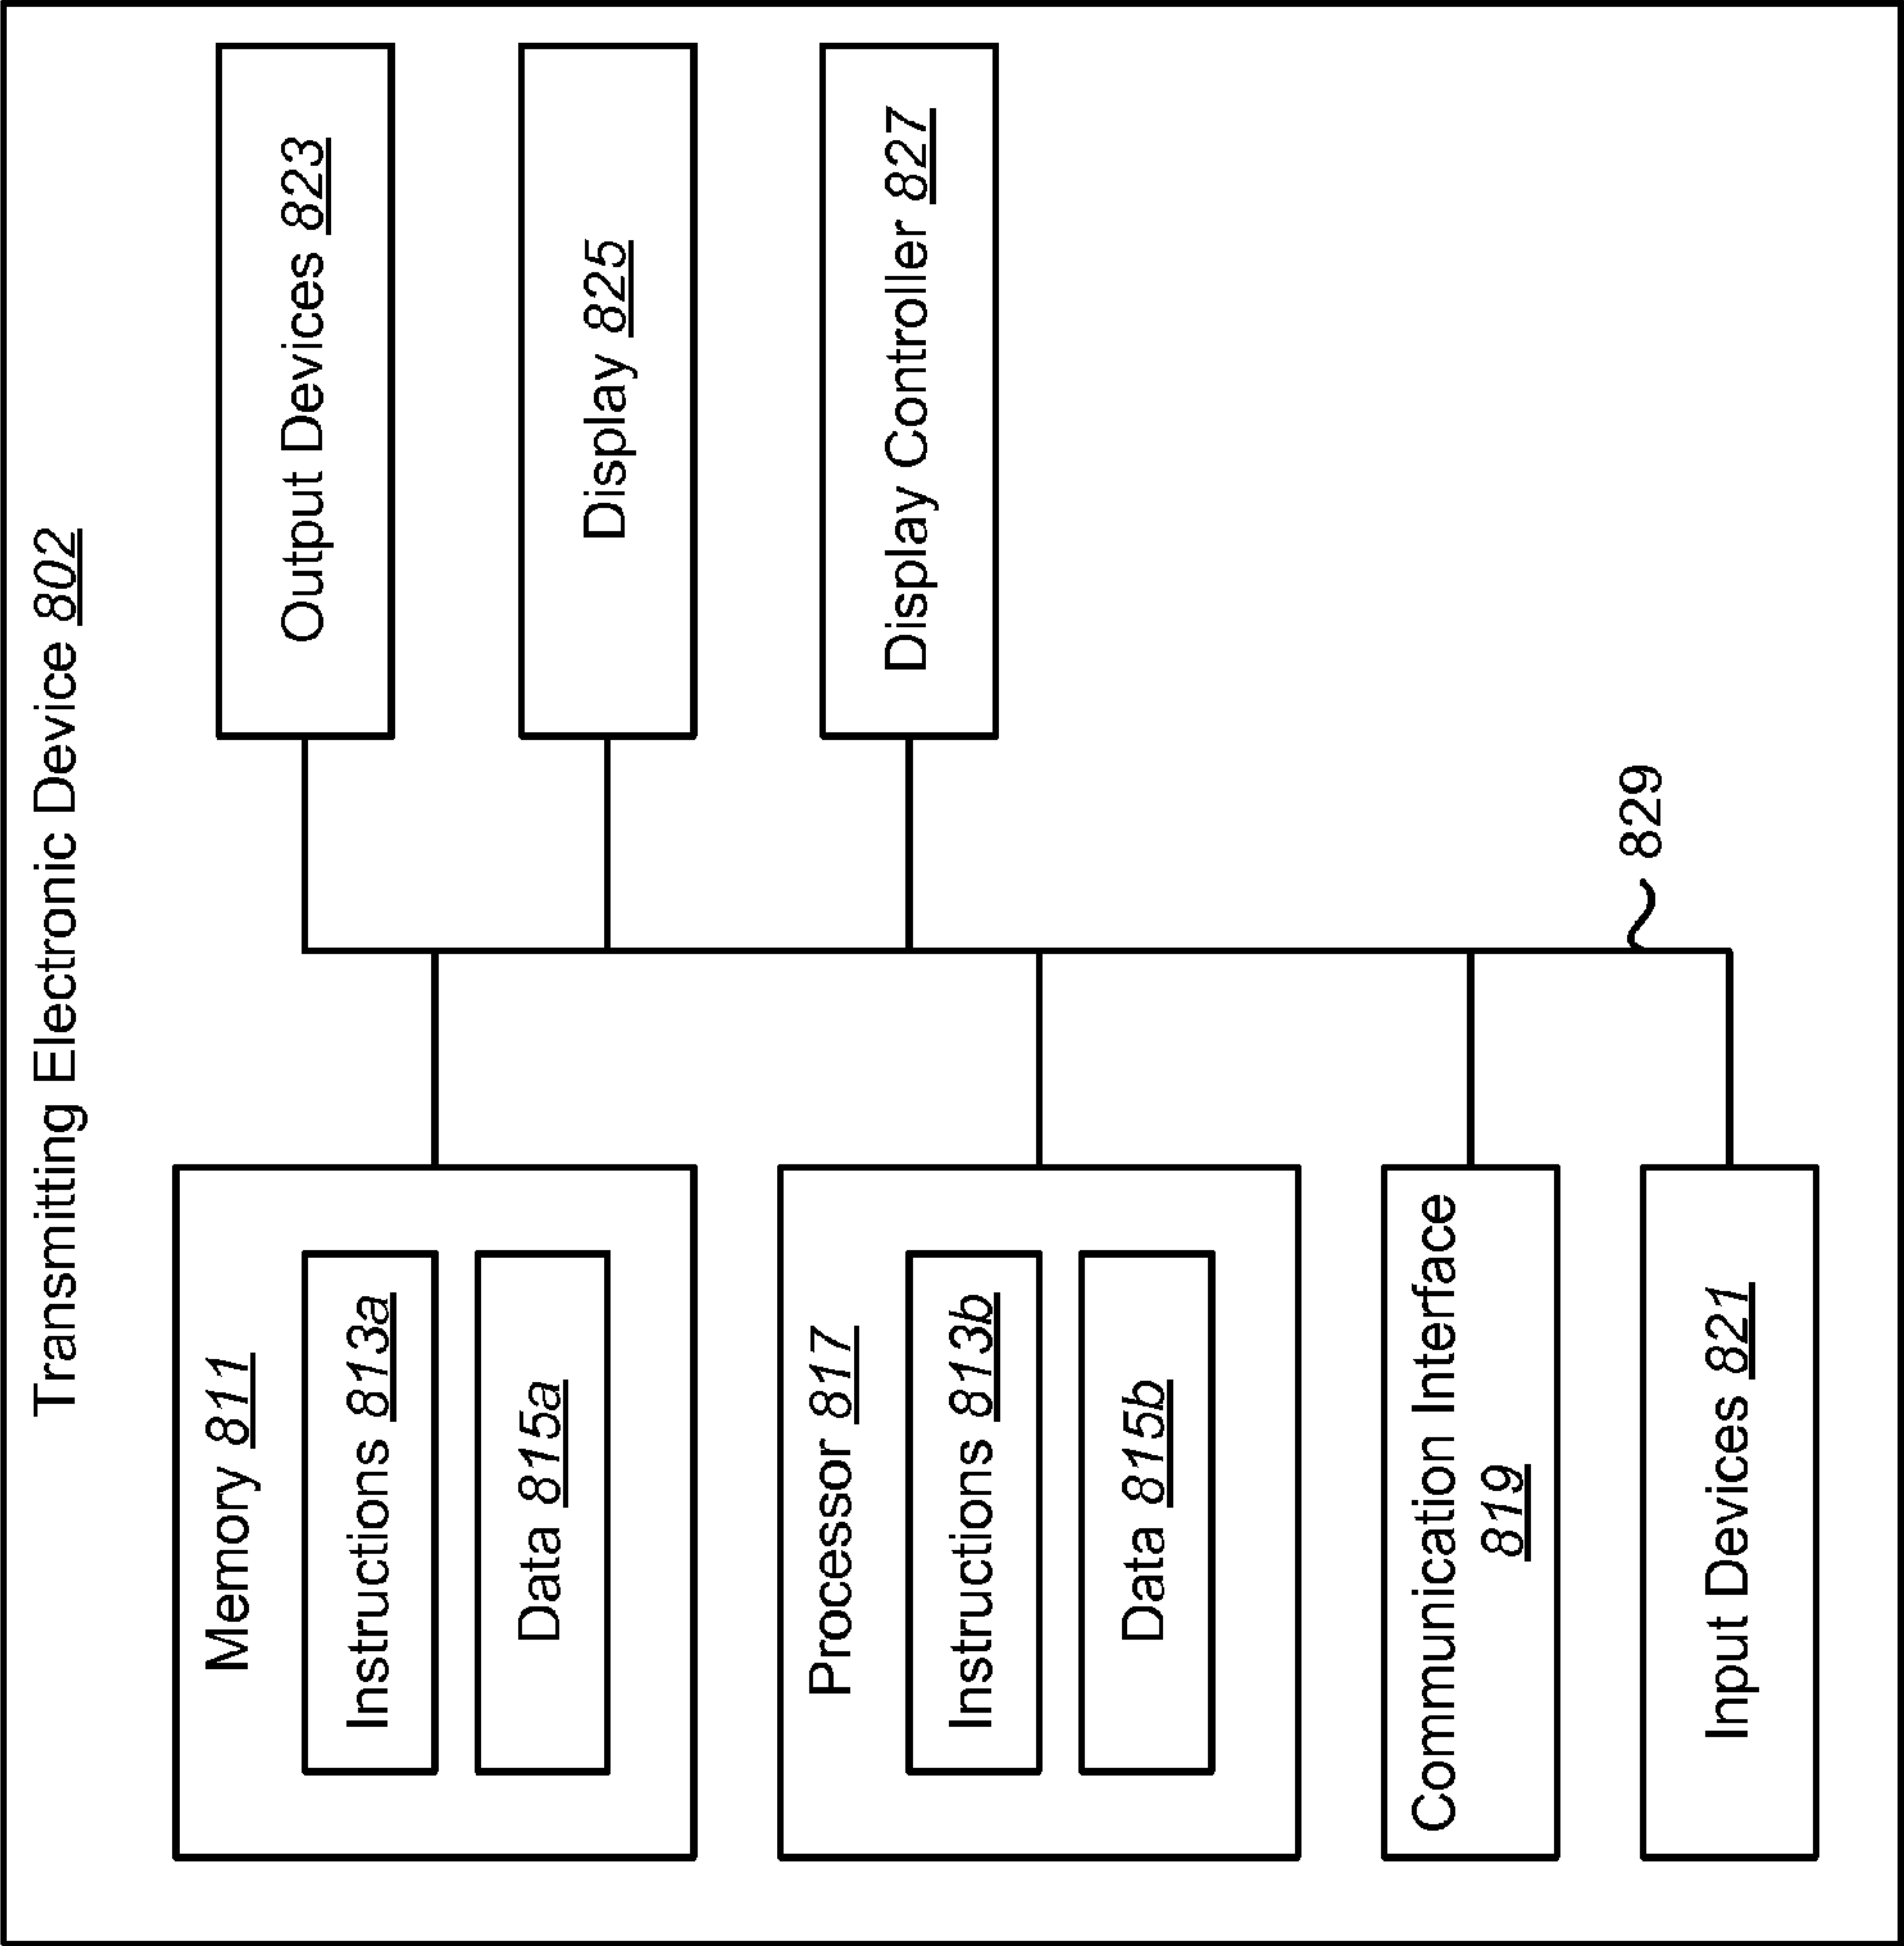 Transmitting Electronic Device 802
Memory 811
Instructions 813a
Data 815a
Processor 817
Instructions 813b
Data 815b
Communication Interface
819
Input Devices 821
Output Devices 823
Display 825
Display Controller 827
829